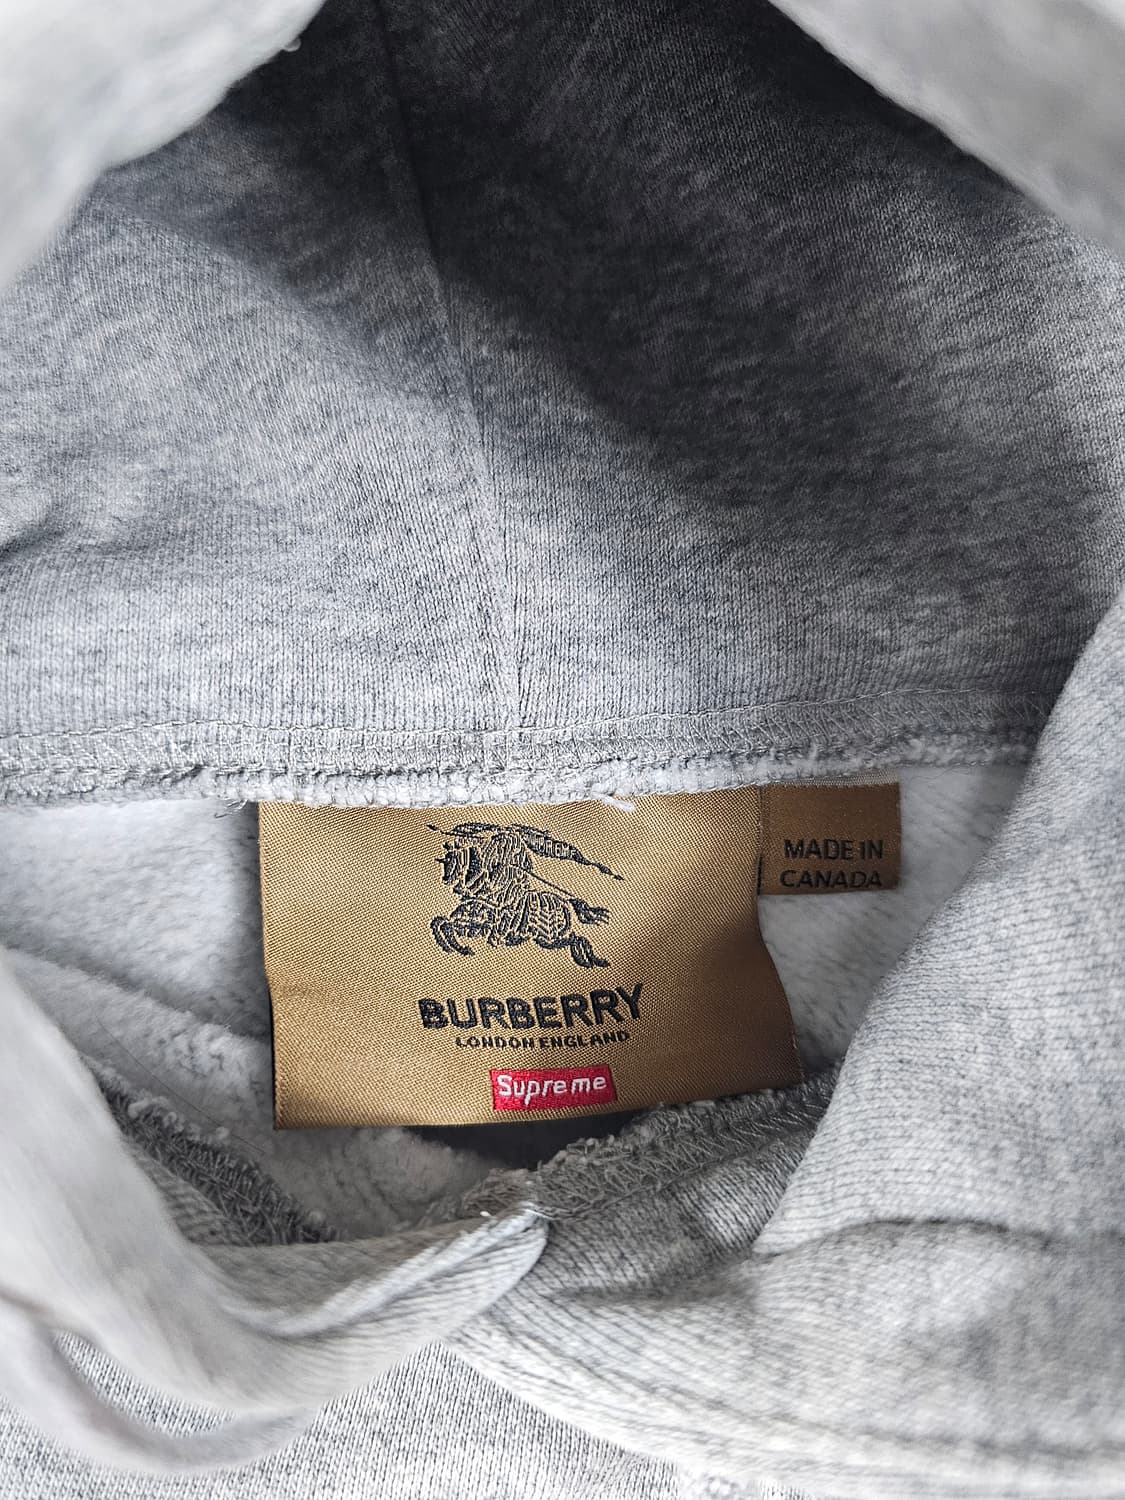 BURBERRY
LONDON ENGLAND
Supreme
MADE IN
CANADA